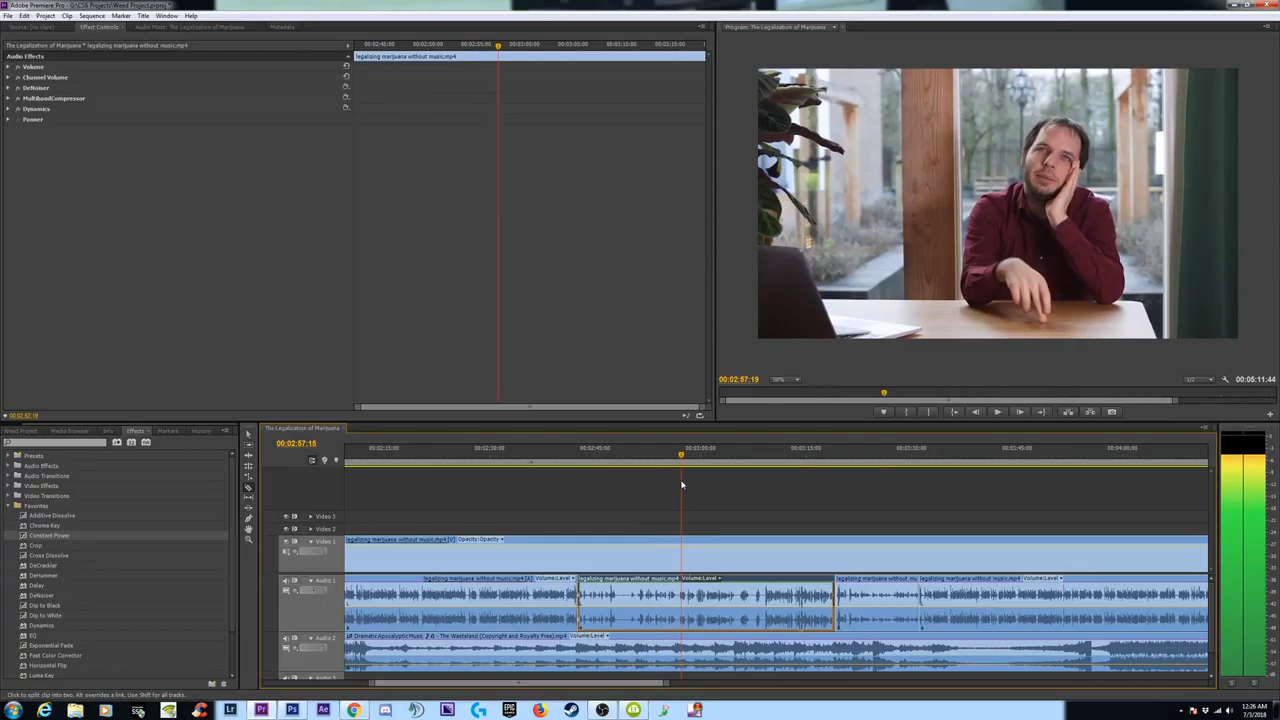 Adobe Premiere Pro - G:\CS6 Projects\Weed Project.prproj *
File Edit Project Clip Sequence Marker Title Window Help
Source: (no clips) Effect Controls Audio Mixer: The Legalization of Marijuana Metadata
Program: The Legalization of Marijuana
The Legalization of Marijuana * legalizing marijuana without music.mp4
00:02:45:00 00:02:50:00 00:02:55:00 00:03:00:00 00:03:05:00 00:03:10:00 00:03:15:00
Audio Effects
legalizing marijuana without music.mp4
Volume
Channel Volume
DeNoiser
MultibandCompressor
Dynamics
Panner
00:02:57:19 50% 1/2 00:05:11:44
00:02:57:19
Weed Project Media Browser Info Effects Markers History
The Legalization of Marijuana
00:02:57:18
00:02:15:00 00:02:30:00 00:02:45:00 00:03:00:00 00:03:15:00 00:03:30:00 00:03:45:00 00:04:00:00
Presets
Audio Effects
Audio Transitions
Video Effects
Video Transitions
Favorites
Additive Dissolve
Chroma Key
Constant Power
Crop
Cross Dissolve
DeCrackler
DeHummer
Delay
DeNoiser
Dip to Black
Dip to White
Dynamics
EQ
Exponential Fade
Fast Color Corrector
Horizontal Flip
Luma Key
Video 3
Video 2
Video 1
legalizing marijuana without music.mp4 [V] Opacity:Opacity
Audio 1
legalizing marijuana without music.mp4 [A] Volume:Level
legalizing marijuana without music.mp4 Volume:Level
legalizing marijuana without mu
legalizing marijuana without music.mp4 Volume:Level
Audio 2
- The Wasteland (Copyright and Royalty Free).mp4 Volume:Level
Audio 3
Click to split clip into two. Alt overrides a link. Use Shift for all tracks.
12:26 AM
7/3/2018